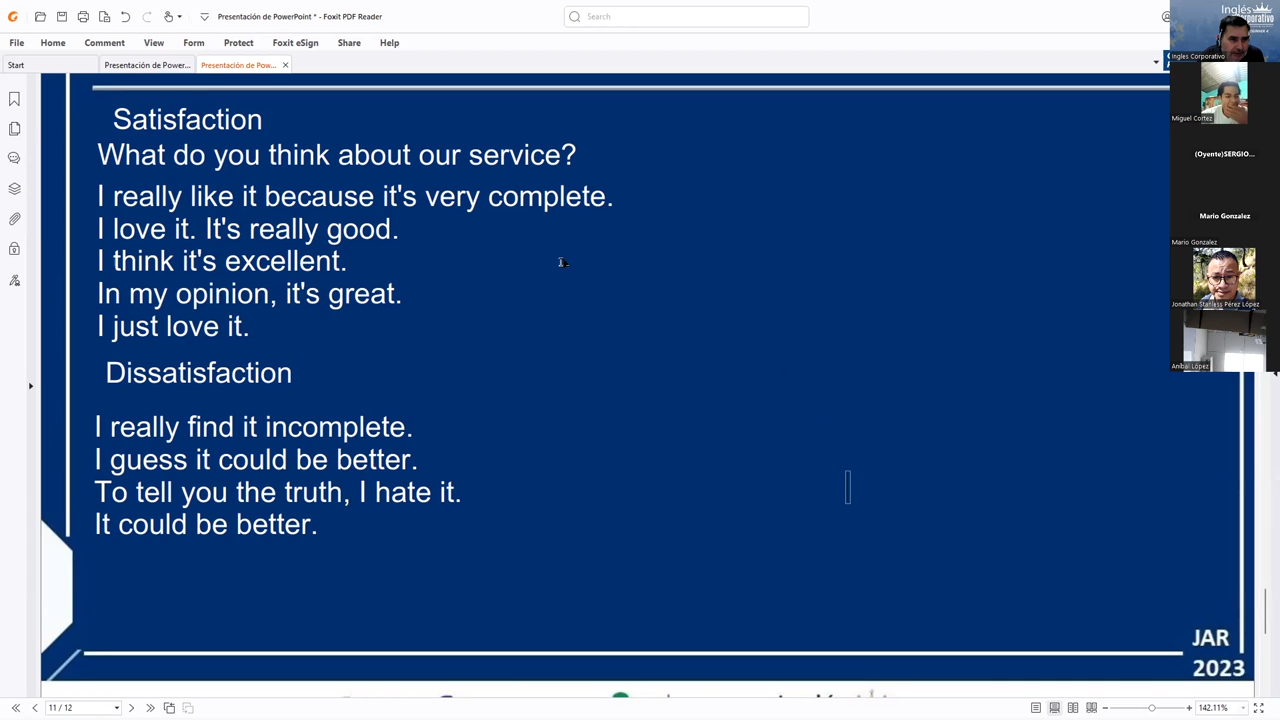 Presentación de PowerPoint * - Foxit PDF Reader
Search
File Home Comment View Form Protect Foxit eSign Share Help
Start
Presentación de Power...
Presentación de Pow...
Satisfaction
What do you think about our service?
I really like it because it's very complete.
I love it. It's really good.
I think it's excellent.
In my opinion, it's great.
I just love it.
Dissatisfaction
I really find it incomplete.
I guess it could be better.
To tell you the truth, I hate it.
It could be better.
JAR
2023
Inglés
Corporativo
Ingles Corporativo
Miguel Cortez
(Oyente)SERGIO...
Mario Gonzalez
Mario Gonzalez
Jonathan Stanless Pérez López
Anibal López
11 / 12
142.11%